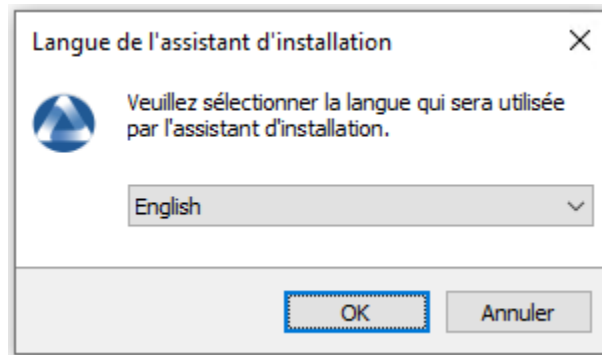 Langue de l'assistant d'installation
Veuillez sélectionner la langue qui sera utilisée
par l'assistant d'installation.
English
OK
Annuler